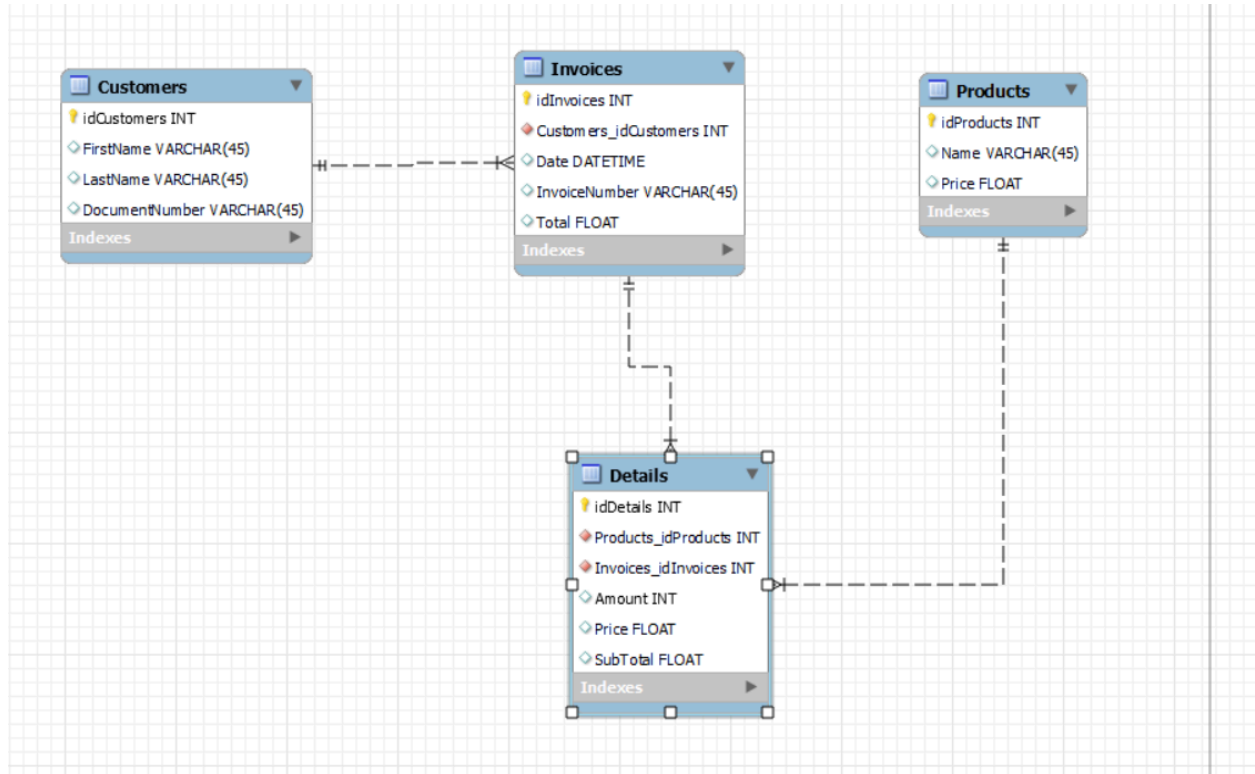 Customers
idCustomers INT
FirstName VARCHAR(45)
LastName VARCHAR(45)
DocumentNumber VARCHAR(45)
Indexes
Invoices
idInvoices INT
Customers_idCustomers INT
Date DATETIME
InvoiceNumber VARCHAR(45)
Total FLOAT
Indexes
Products
idProducts INT
Name VARCHAR(45)
Price FLOAT
Indexes
Details
idDetails INT
Products_idProducts INT
Invoices_idInvoices INT
Amount INT
Price FLOAT
SubTotal FLOAT
Indexes